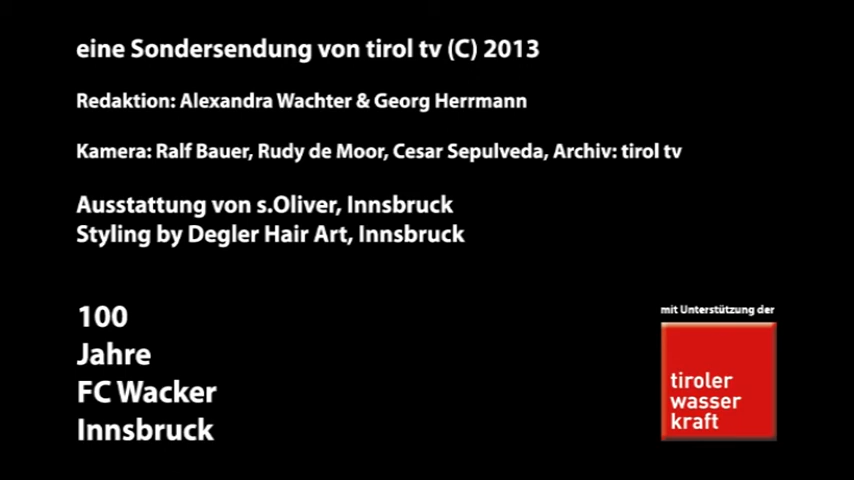 eine Sondersendung von tirol tv (C) 2013
Redaktion: Alexandra Wachter & Georg Herrmann
Kamera: Ralf Bauer, Rudy de Moor, Cesar Sepulveda, Archiv: tirol tv
Ausstattung von s.Oliver, Innsbruck
Styling by Degler Hair Art, Innsbruck
100
Jahre
FC Wacker
Innsbruck
mit Unterstützung der
tiroler
wasser
kraft